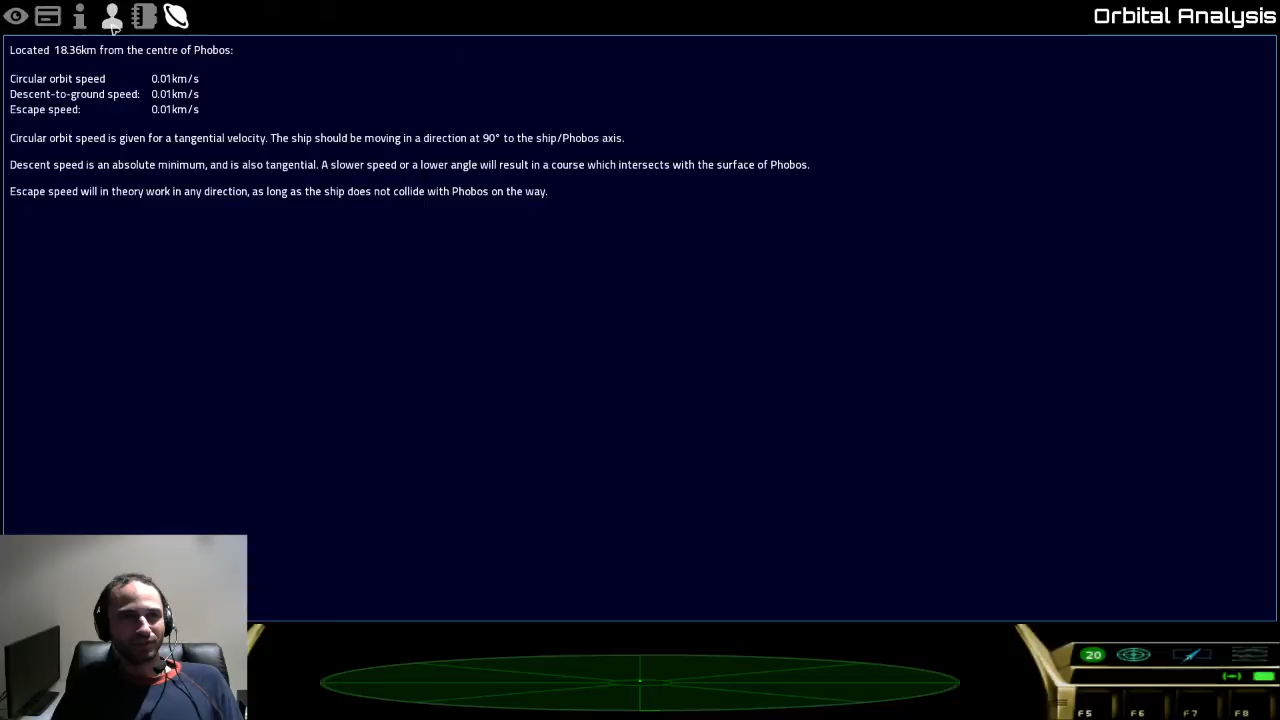 Orbital Analysis
Located 18.36km from the centre of Phobos:
Circular orbit speed 0.01km/s
Descent-to-ground speed: 0.01km/s
Escape speed: 0.01km/s
Circular orbit speed is given for a tangential velocity. The ship should be moving in a direction at 90° to the ship/Phobos axis.
Descent speed is an absolute minimum, and is also tangential. A slower speed or a lower angle will result in a course which intersects with the surface of Phobos.
Escape speed will in theory work in any direction, as long as the ship does not collide with Phobos on the way.
20
F5 F6 F7 F8